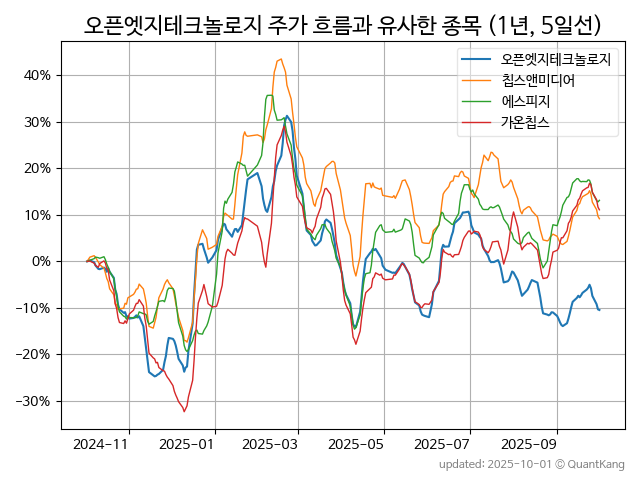 오픈엣지테크놀로지 주가 흐름과 유사한 종목 (1년, 5일선)
오픈엣지테크놀로지
칩스앤미디어
에스피지
가온칩스
40%
30%
20%
10%
0%
−10%
−20%
−30%
2024-11
2025-01
2025-03
2025-05
2025-07
2025-09
updated: 2025-10-01 © QuantKang